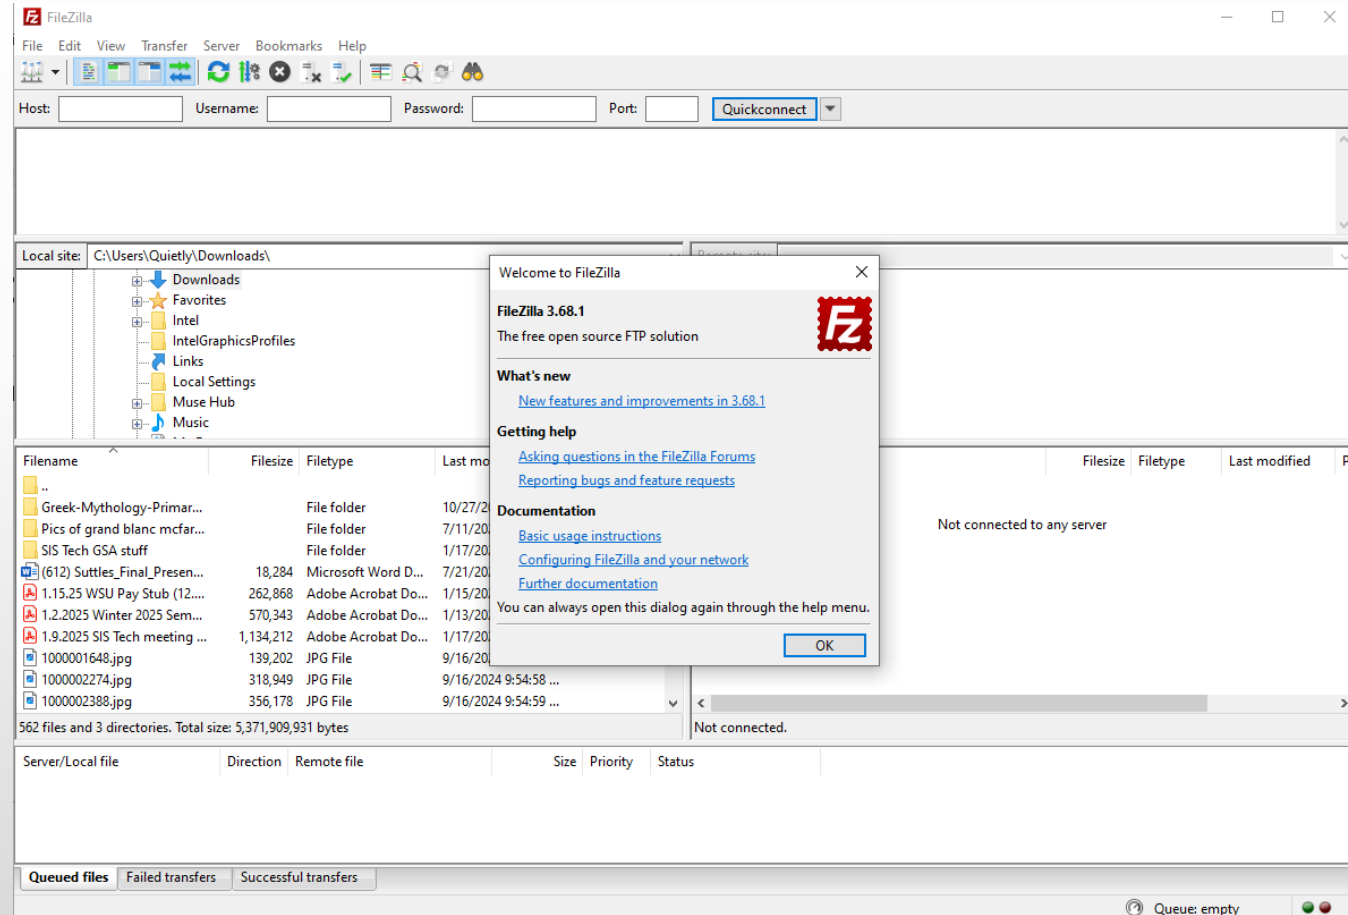 FileZilla
File Edit View Transfer Server Bookmarks Help
Host: Username: Password: Port: Quickconnect
Local site: C:\Users\Quietly\Downloads\
Downloads
Favorites
Intel
IntelGraphicsProfiles
Links
Local Settings
Muse Hub
Music
Filename Filesize Filetype Last mo
..
Greek-Mythology-Primar... File folder 10/27/2
Pics of grand blanc mcfar... File folder 7/11/20
SIS Tech GSA stuff File folder 1/17/20
(612) Suttles_Final_Presen... 18,284 Microsoft Word D... 7/21/20
1.15.25 WSU Pay Stub (12.... 262,868 Adobe Acrobat Do... 1/15/20
1.2.2025 Winter 2025 Sem... 570,343 Adobe Acrobat Do... 1/13/20
1.9.2025 SIS Tech meeting ... 1,134,212 Adobe Acrobat Do... 1/17/20
1000001648.jpg 139,202 JPG File 9/16/20
1000002274.jpg 318,949 JPG File 9/16/2024 9:54:58 ...
1000002388.jpg 356,178 JPG File 9/16/2024 9:54:59 ...
562 files and 3 directories. Total size: 5,371,909,931 bytes
Welcome to FileZilla
FileZilla 3.68.1
The free open source FTP solution
Fz
What's new
New features and improvements in 3.68.1
Getting help
Asking questions in the FileZilla Forums
Reporting bugs and feature requests
Documentation
Basic usage instructions
Configuring FileZilla and your network
Further documentation
You can always open this dialog again through the help menu.
OK
Filesize Filetype Last modified P
Not connected to any server
Not connected.
Server/Local file Direction Remote file Size Priority Status
Queued files Failed transfers Successful transfers
Queue: empty